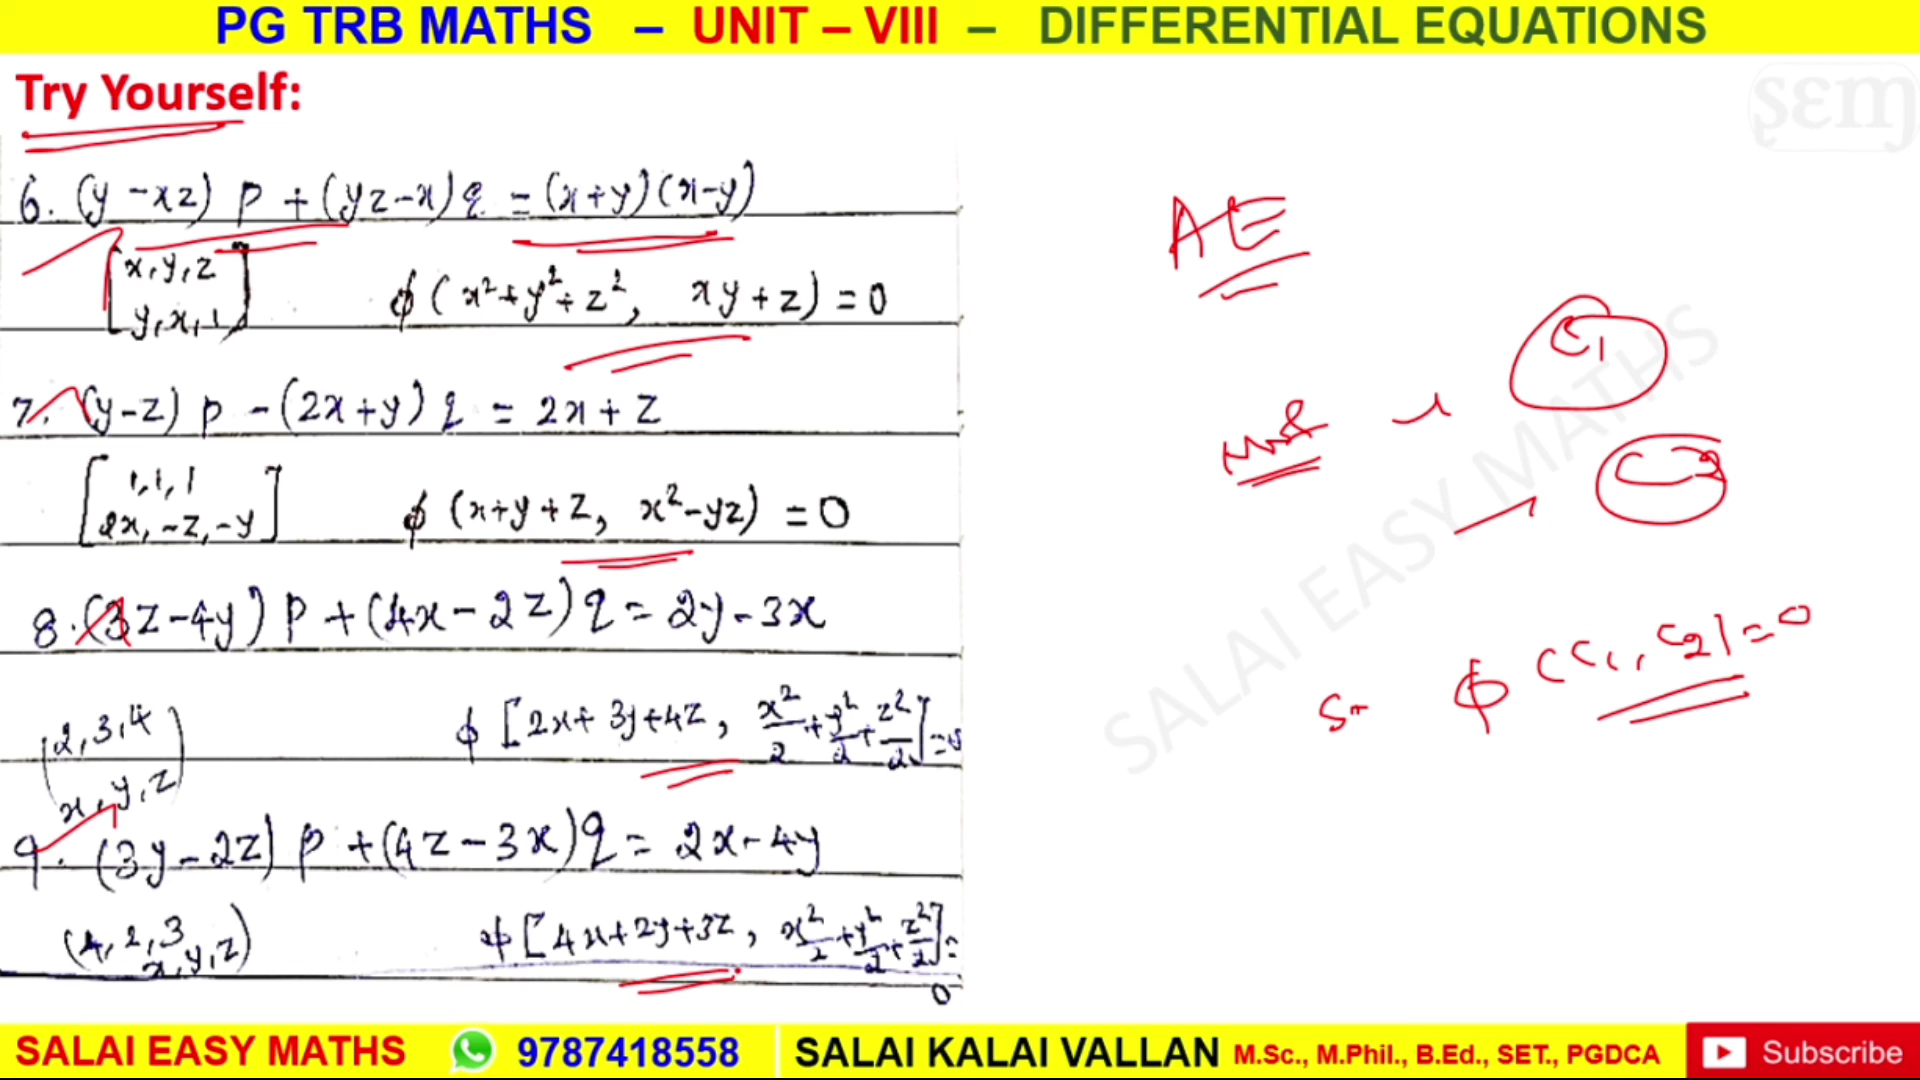 PG TRB MATHS – UNIT – VIII – DIFFERENTIAL EQUATIONS
Try Yourself:
sem
6. (y - xz) p + (yz - x) q = (x+y)(x-y)
[x, y, z
y, x, 1] φ(x²+y²+z², xy+z) = 0
7. (y-z) p - (2x+y) q = 2x+z
[1, 1, 1
2x, -z, -y] φ(x+y+z, x²-yz) = 0
8. (3z-4y) p + (4x-2z) q = 2y-3x
(2, 3, 4
x, y, z) φ[2x+3y+4z, x²/2 + y²/2 + z²/2] = 0
9. (3y-2z) p + (4z-3x) q = 2x-4y
(4, 2, 3
x, y, z) φ[4x+2y+3z, x²/2 + y²/2 + z²/2] = 0
AE
C₁
C₂
φ(C₁, C₂) = 0
SALAI EASY MATHS
SALAI EASY MATHS 9787418558 SALAI KALAI VALLAN M.Sc., M.Phil., B.Ed., SET., PGDCA Subscribe